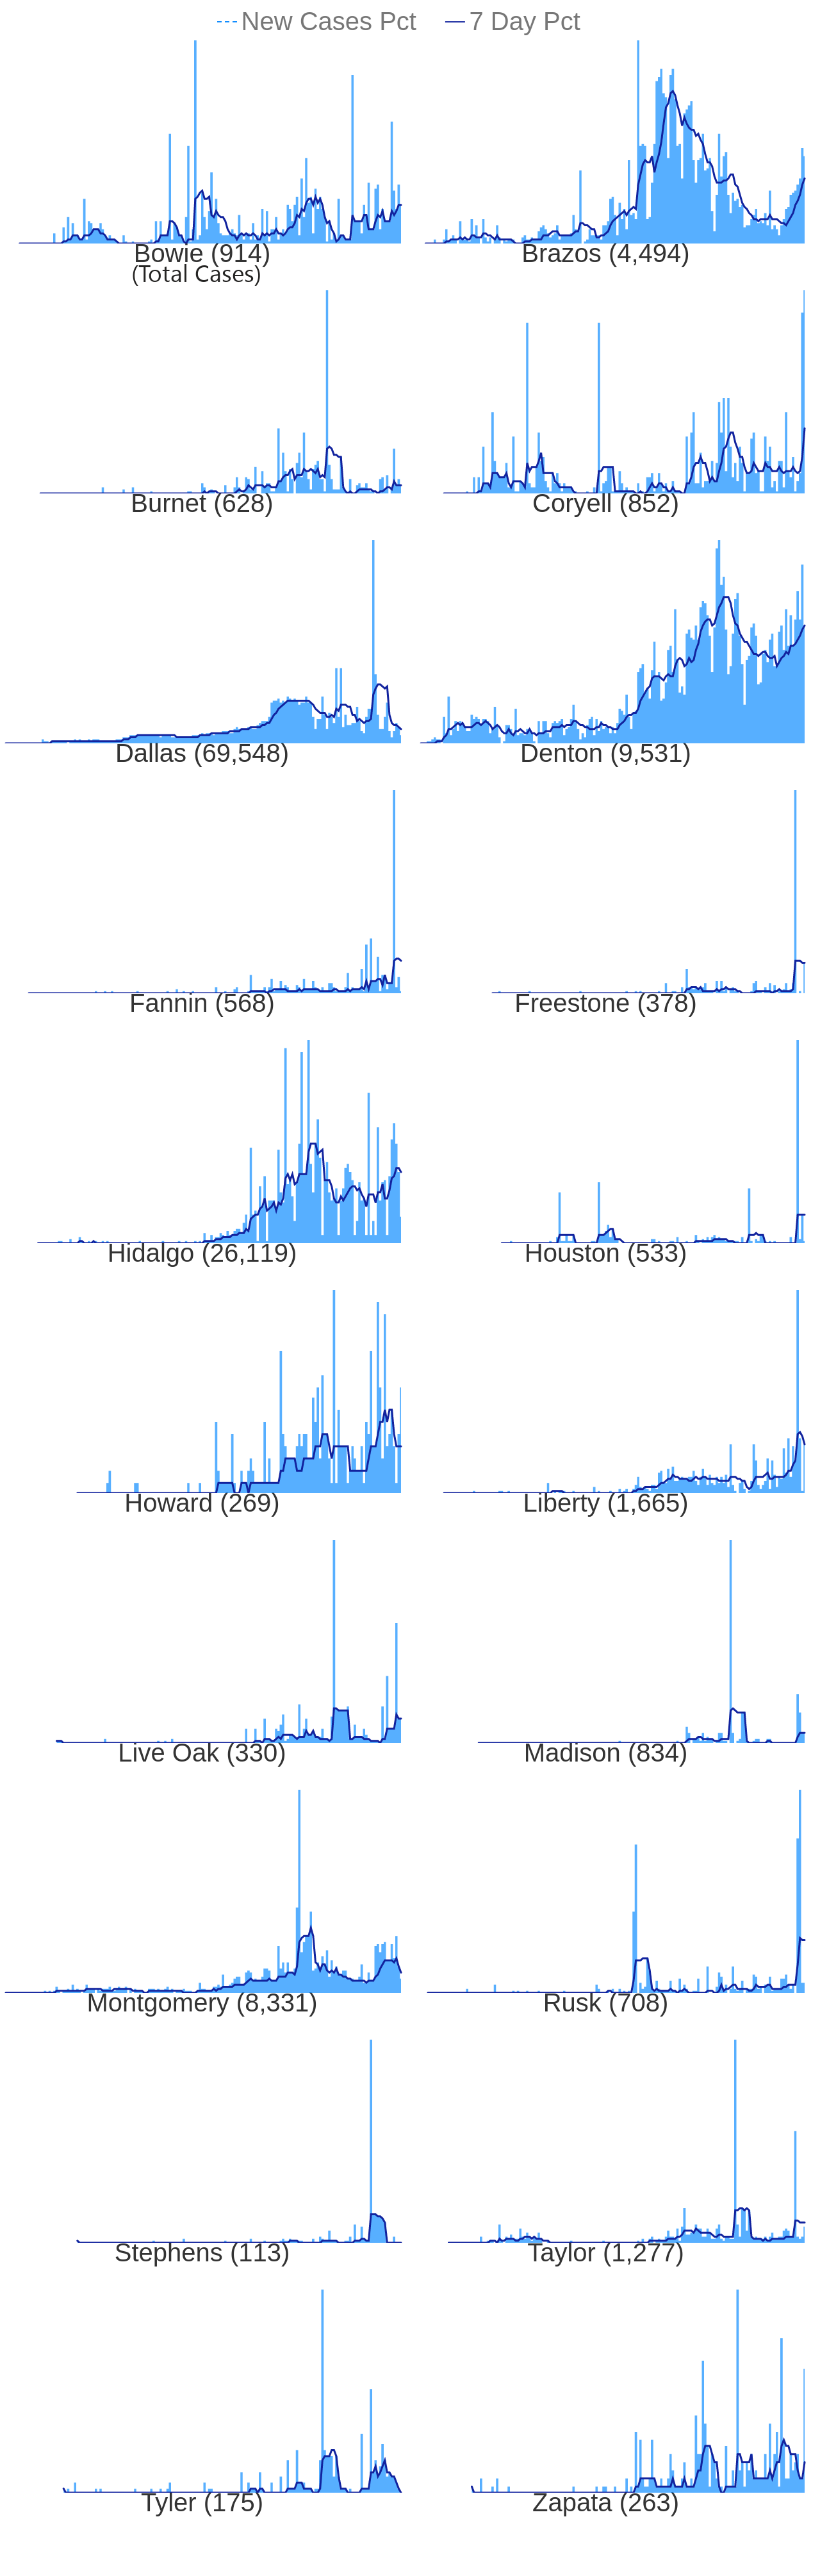 New Cases Pct 7 Day Pct
Bowie (914) Brazos (4,494)
(Total Cases)
Burnet (628) Coryell (852)
Dallas (69,548) Denton (9,531)
Fannin (568) Freestone (378)
Hidalgo (26,119) Houston (533)
Howard (269) Liberty (1,665)
Live Oak (330) Madison (834)
Montgomery (8,331) Rusk (708)
Stephens (113) Taylor (1,277)
Tyler (175) Zapata (263)